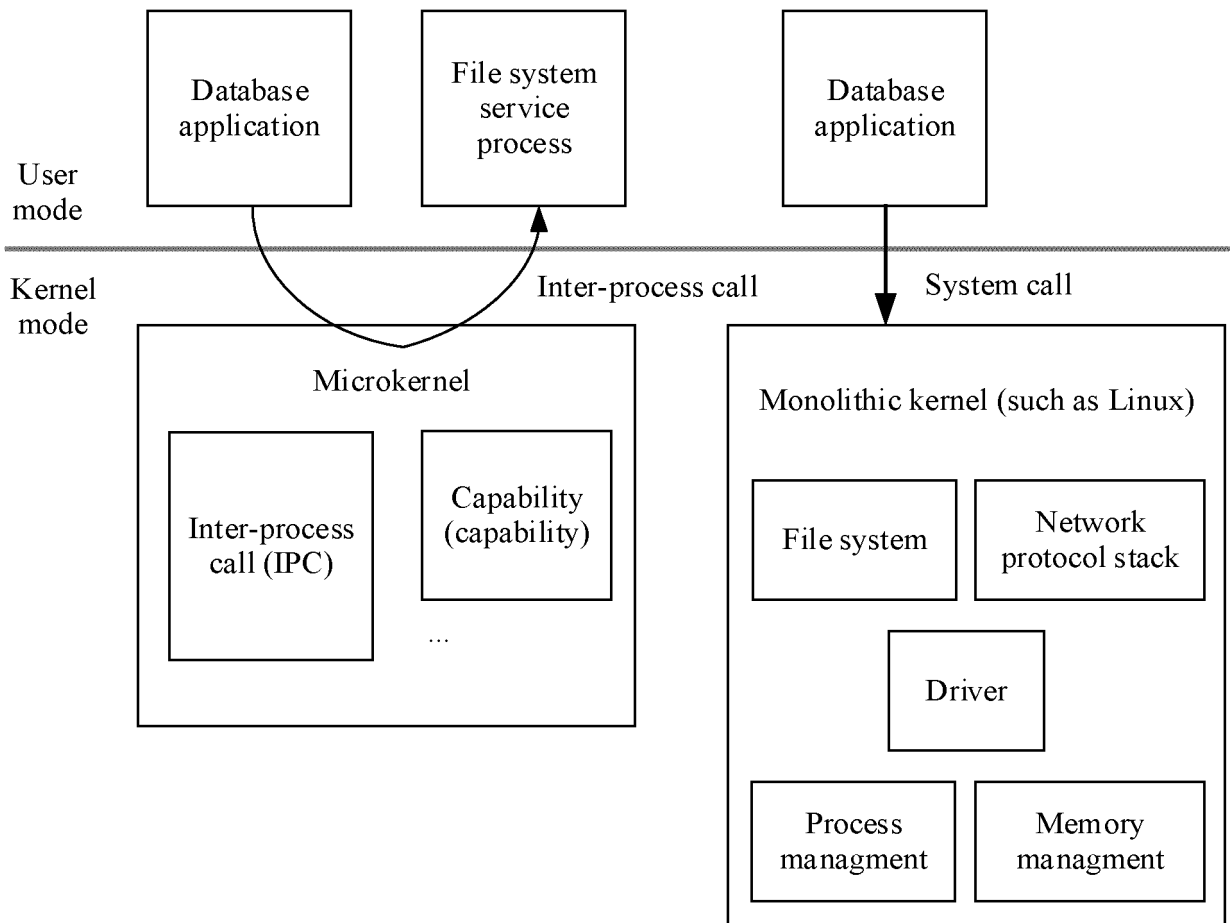 Database
application
File system
service
process
Database
application
User
mode
Kernel
mode
Inter-process call
System call
Microkernel
Inter-process
call (IPC)
Capability
(capability)
...
Monolithic kernel (such as Linux)
File system
Network
protocol stack
Driver
Process
managment
Memory
managment